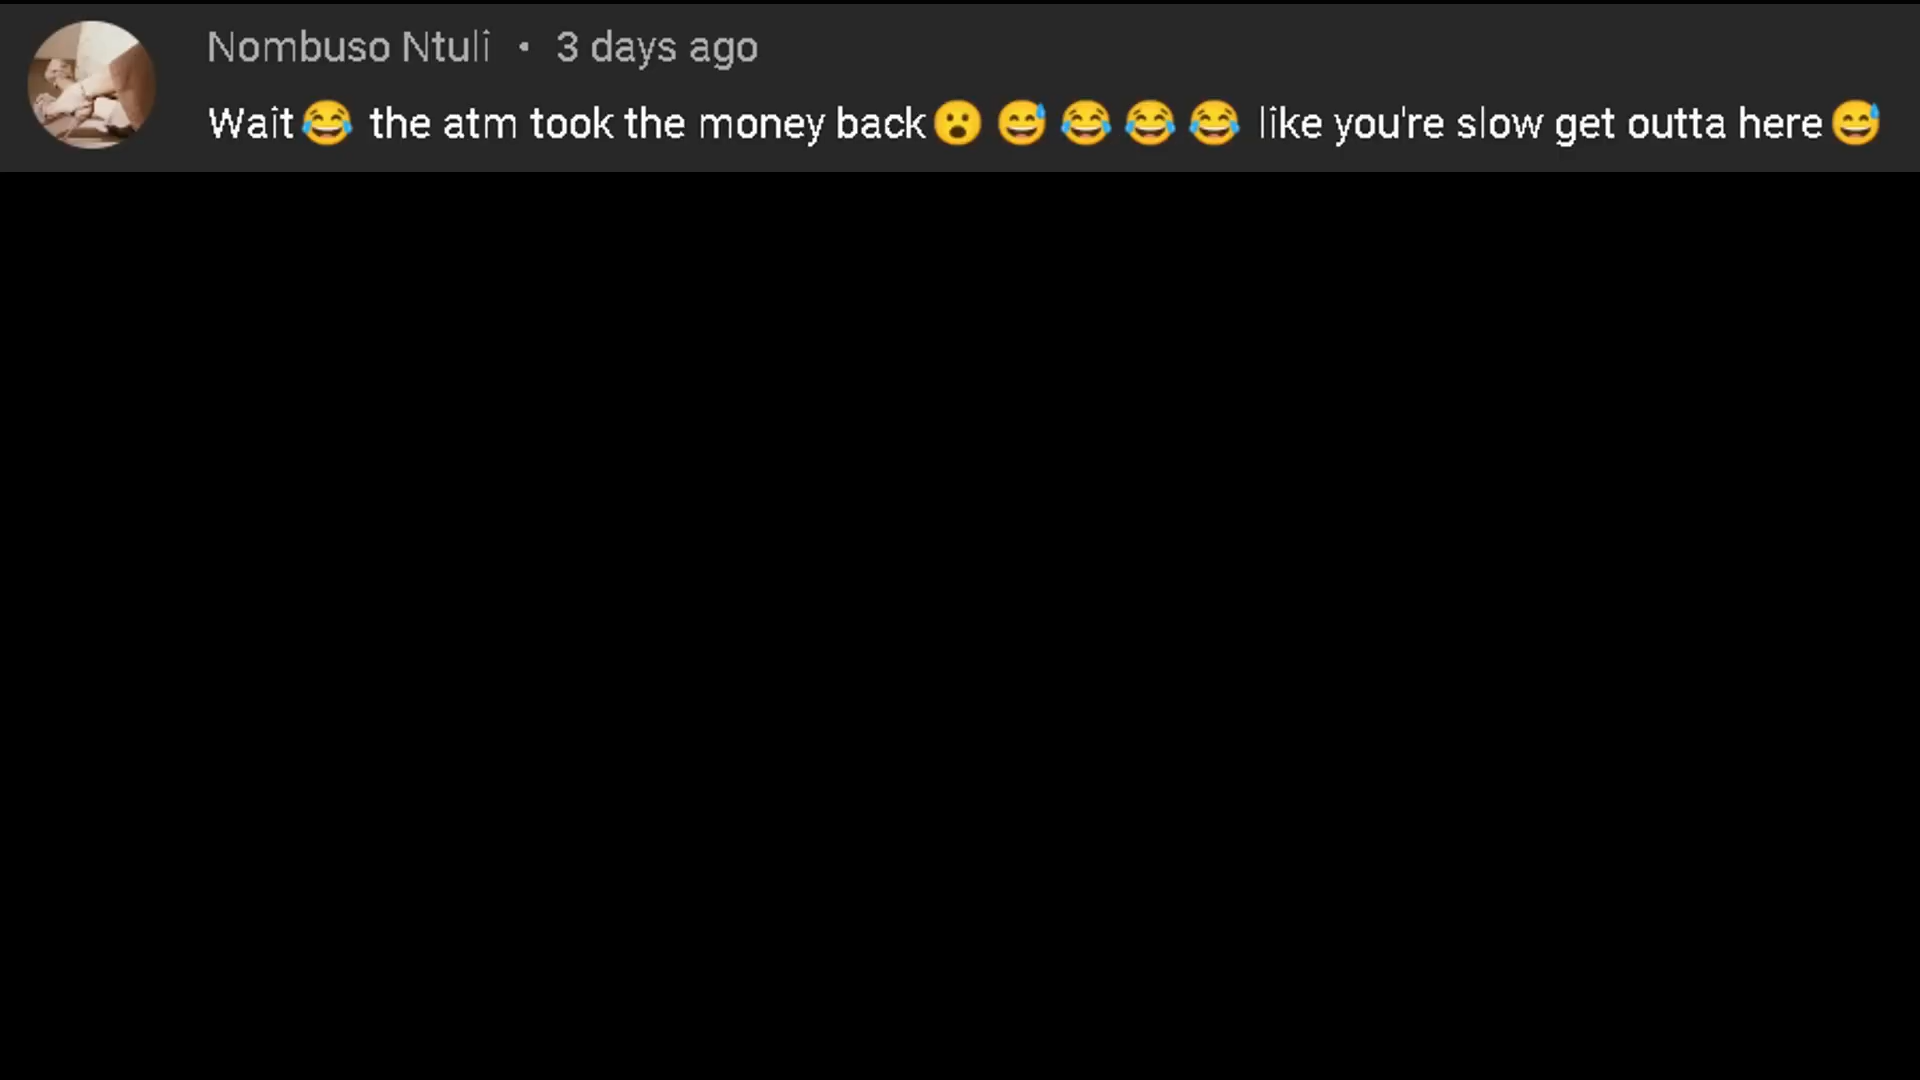 Nombuso Ntuli • 3 days ago
Wait😂 the atm took the money back😮😅😂😂😂 like you're slow get outta here😅